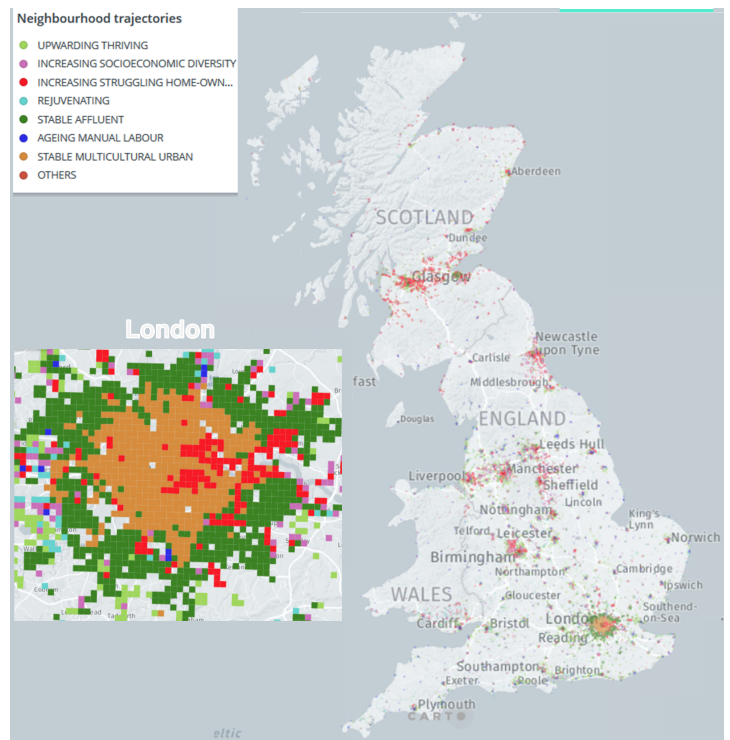 Neighbourhood trajectories
UPWARDING THRIVING
INCREASING SOCIOECONOMIC DIVERSITY
INCREASING STRUGGLING HOME-OWN...
REJUVENATING
STABLE AFFLUENT
AGEING MANUAL LABOUR
STABLE MULTICULTURAL URBAN
OTHERS
Aberdeen
SCOTLAND
Dundee
Glasgow
London
Newcastle
upon Tyne
Carlisle
fast
Middlesbrough
Douglas
ENGLAND
Leeds Hull
Manchester
Liverpool
Sheffield
Lincoln
Nottingham
King's
Lynn
Telford Leicester
Norwich
Birmingham
Cambridge
Northampton
Ipswich
WALES
Gloucester
Southend-
on-Sea
London
Cardiff
Bristol
Reading
Southampton
Brighton
Exeter
Poole
Plymouth
CARTO
eltic